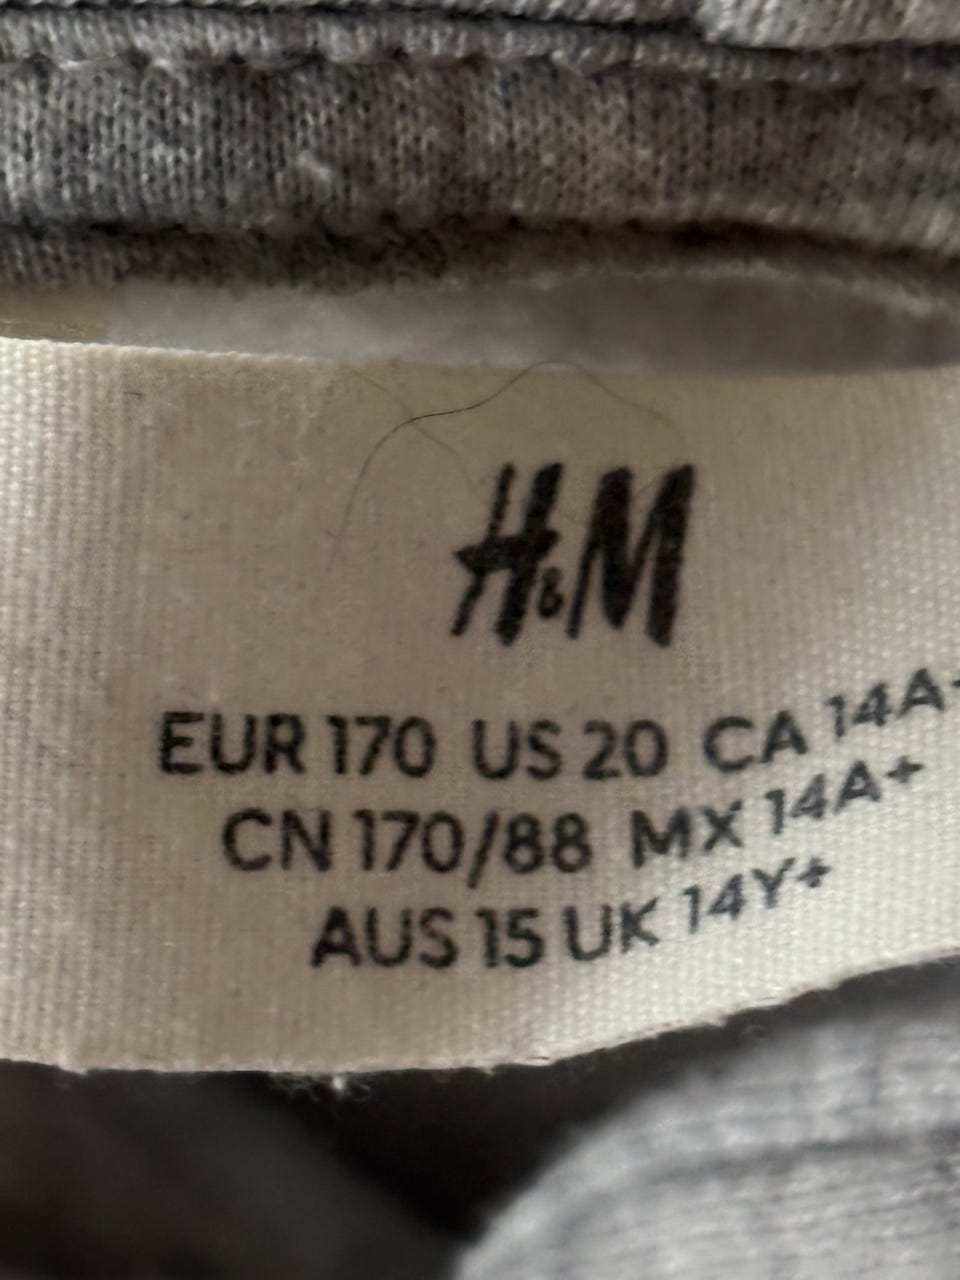 H&M
EUR 170 US 20 CA 14A+
CN 170/88 MX 14A+
AUS 15 UK 14Y+